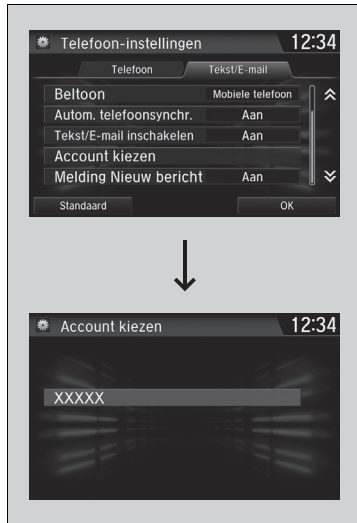 Telefoon-instellingen 12:34
Telefoon Tekst/E-mail
Beltoon Mobiele telefoon
Autom. telefoonsynchr. Aan
Tekst/E-mail inschakelen Aan
Account kiezen
Melding Nieuw bericht Aan
Standaard OK
Account kiezen 12:34
XXXXX